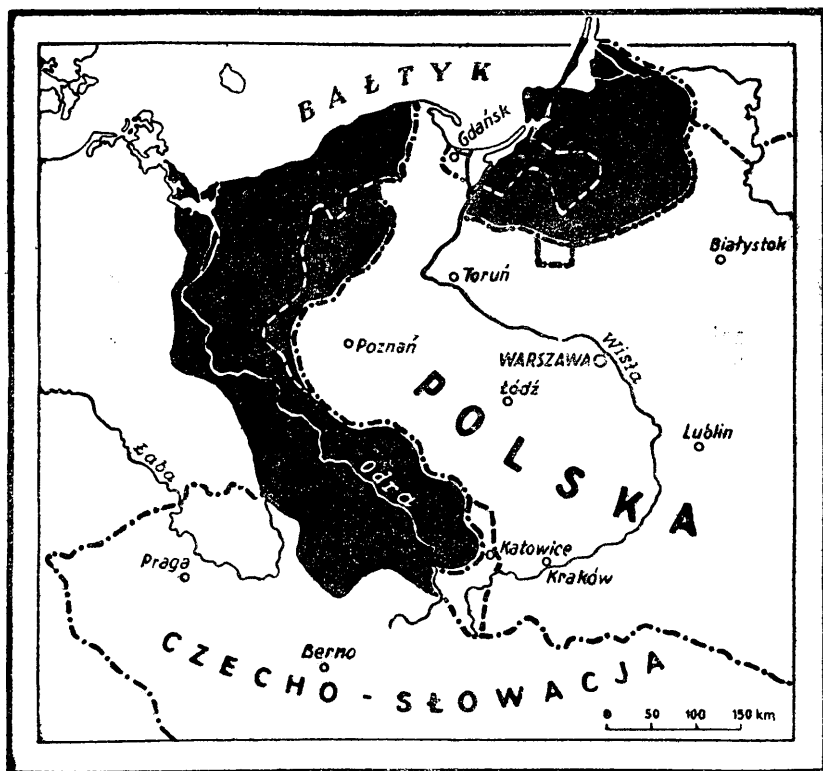 BAŁTYK
Gdańsk
Białystok
Toruń
Poznań
WARSZAWA
Wisła
Łódź
POLSKA
Lublin
Łaba
Odra
Katowice
Kraków
Praga
Berno
CZECHO-SŁOWACJA
0 50 100 150 km